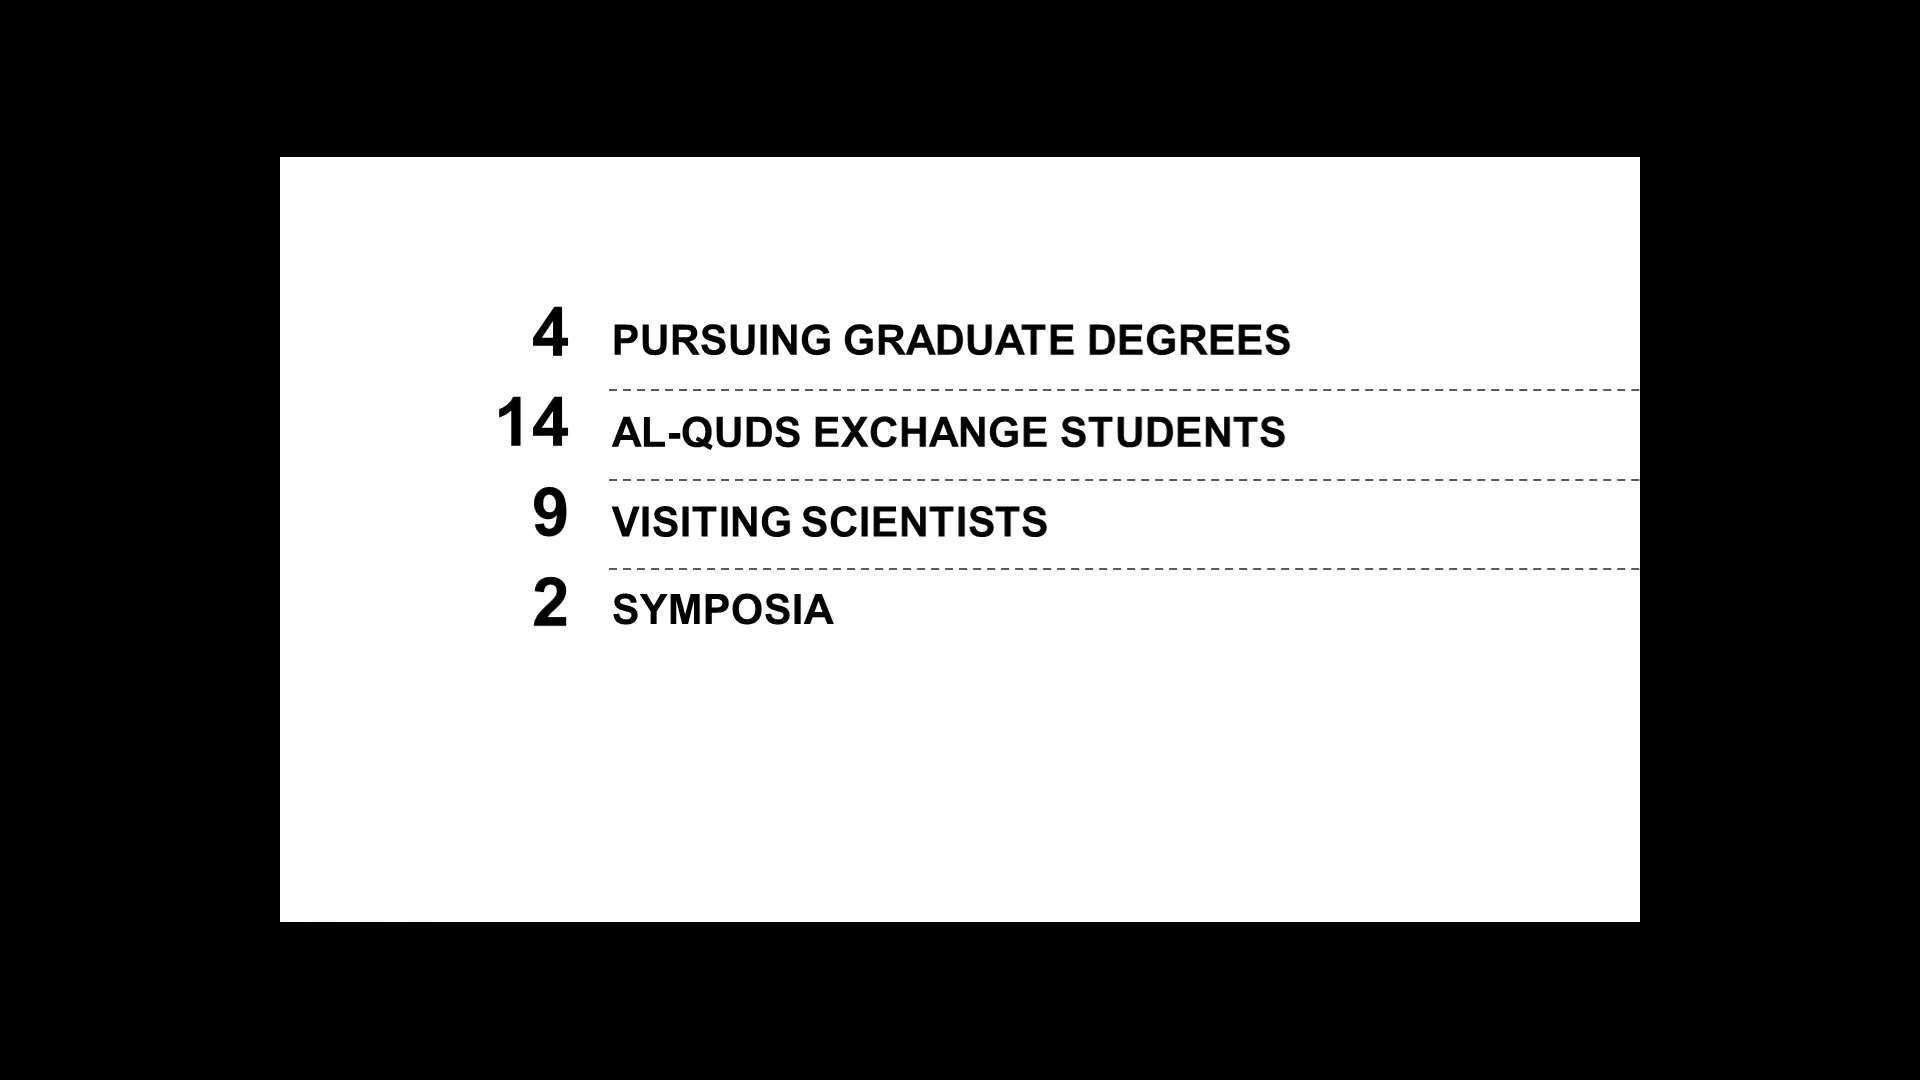 4 PURSUING GRADUATE DEGREES
14 AL-QUDS EXCHANGE STUDENTS
9 VISITING SCIENTISTS
2 SYMPOSIA